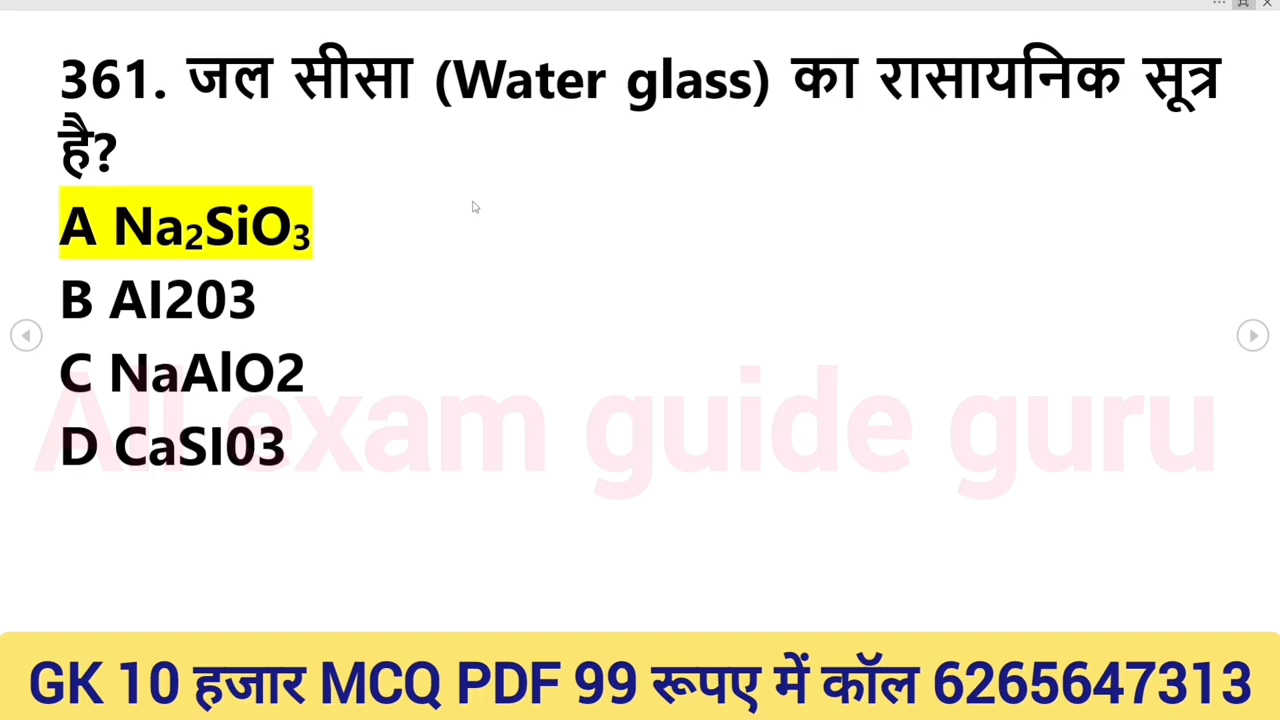 361. जल सीसा (Water glass) का रासायनिक सूत्र
है?
A Na₂SiO₃
B AI203
C NaAlO2
D CaSI03
All exam guide guru
GK 10 हजार MCQ PDF 99 रूपए में कॉल 6265647313